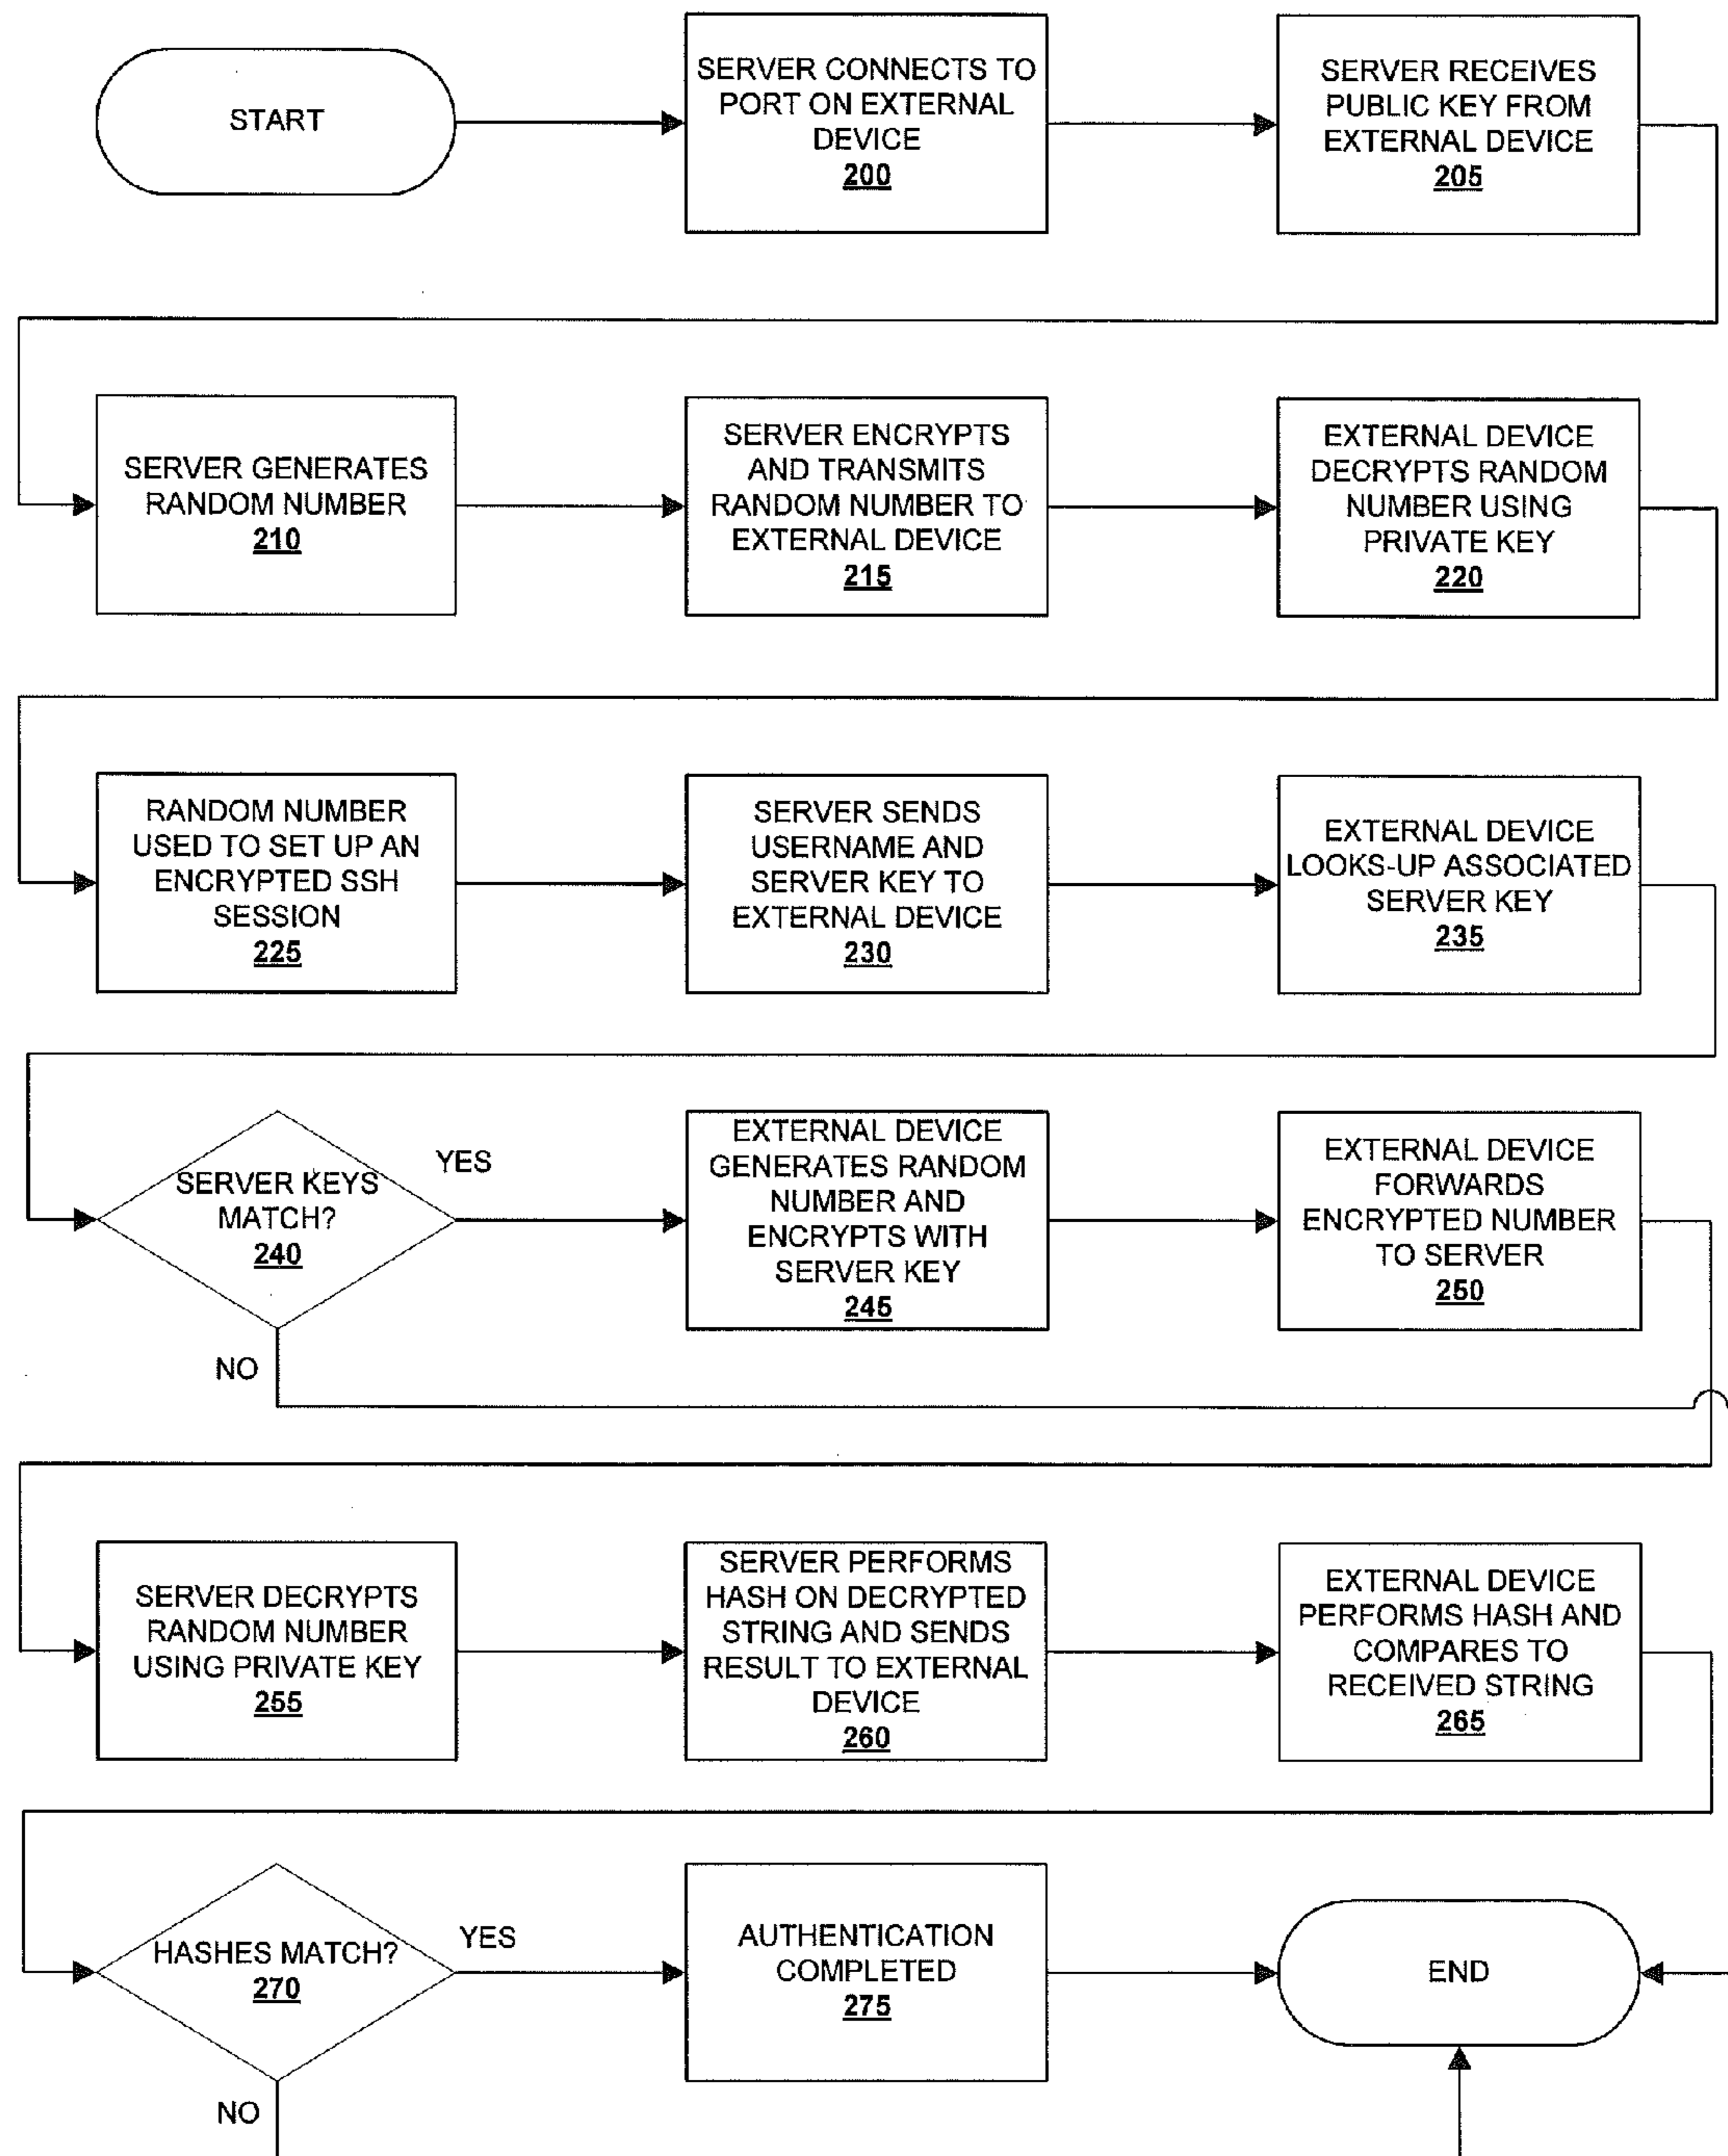 START
SERVER CONNECTS TO
PORT ON EXTERNAL
DEVICE
200
SERVER RECEIVES
PUBLIC KEY FROM
EXTERNAL DEVICE
205
SERVER GENERATES
RANDOM NUMBER
210
SERVER ENCRYPTS
AND TRANSMITS
RANDOM NUMBER TO
EXTERNAL DEVICE
215
EXTERNAL DEVICE
DECRYPTS RANDOM
NUMBER USING
PRIVATE KEY
220
RANDOM NUMBER
USED TO SET UP AN
ENCRYPTED SSH
SESSION
225
SERVER SENDS
USERNAME AND
SERVER KEY TO
EXTERNAL DEVICE
230
EXTERNAL DEVICE
LOOKS-UP ASSOCIATED
SERVER KEY
235
SERVER KEYS
MATCH?
240
YES
NO
EXTERNAL DEVICE
GENERATES RANDOM
NUMBER AND
ENCRYPTS WITH
SERVER KEY
245
EXTERNAL DEVICE
FORWARDS
ENCRYPTED NUMBER
TO SERVER
250
SERVER DECRYPTS
RANDOM NUMBER
USING PRIVATE KEY
255
SERVER PERFORMS
HASH ON DECRYPTED
STRING AND SENDS
RESULT TO EXTERNAL
DEVICE
260
EXTERNAL DEVICE
PERFORMS HASH AND
COMPARES TO
RECEIVED STRING
265
HASHES MATCH?
270
YES
NO
AUTHENTICATION
COMPLETED
275
END